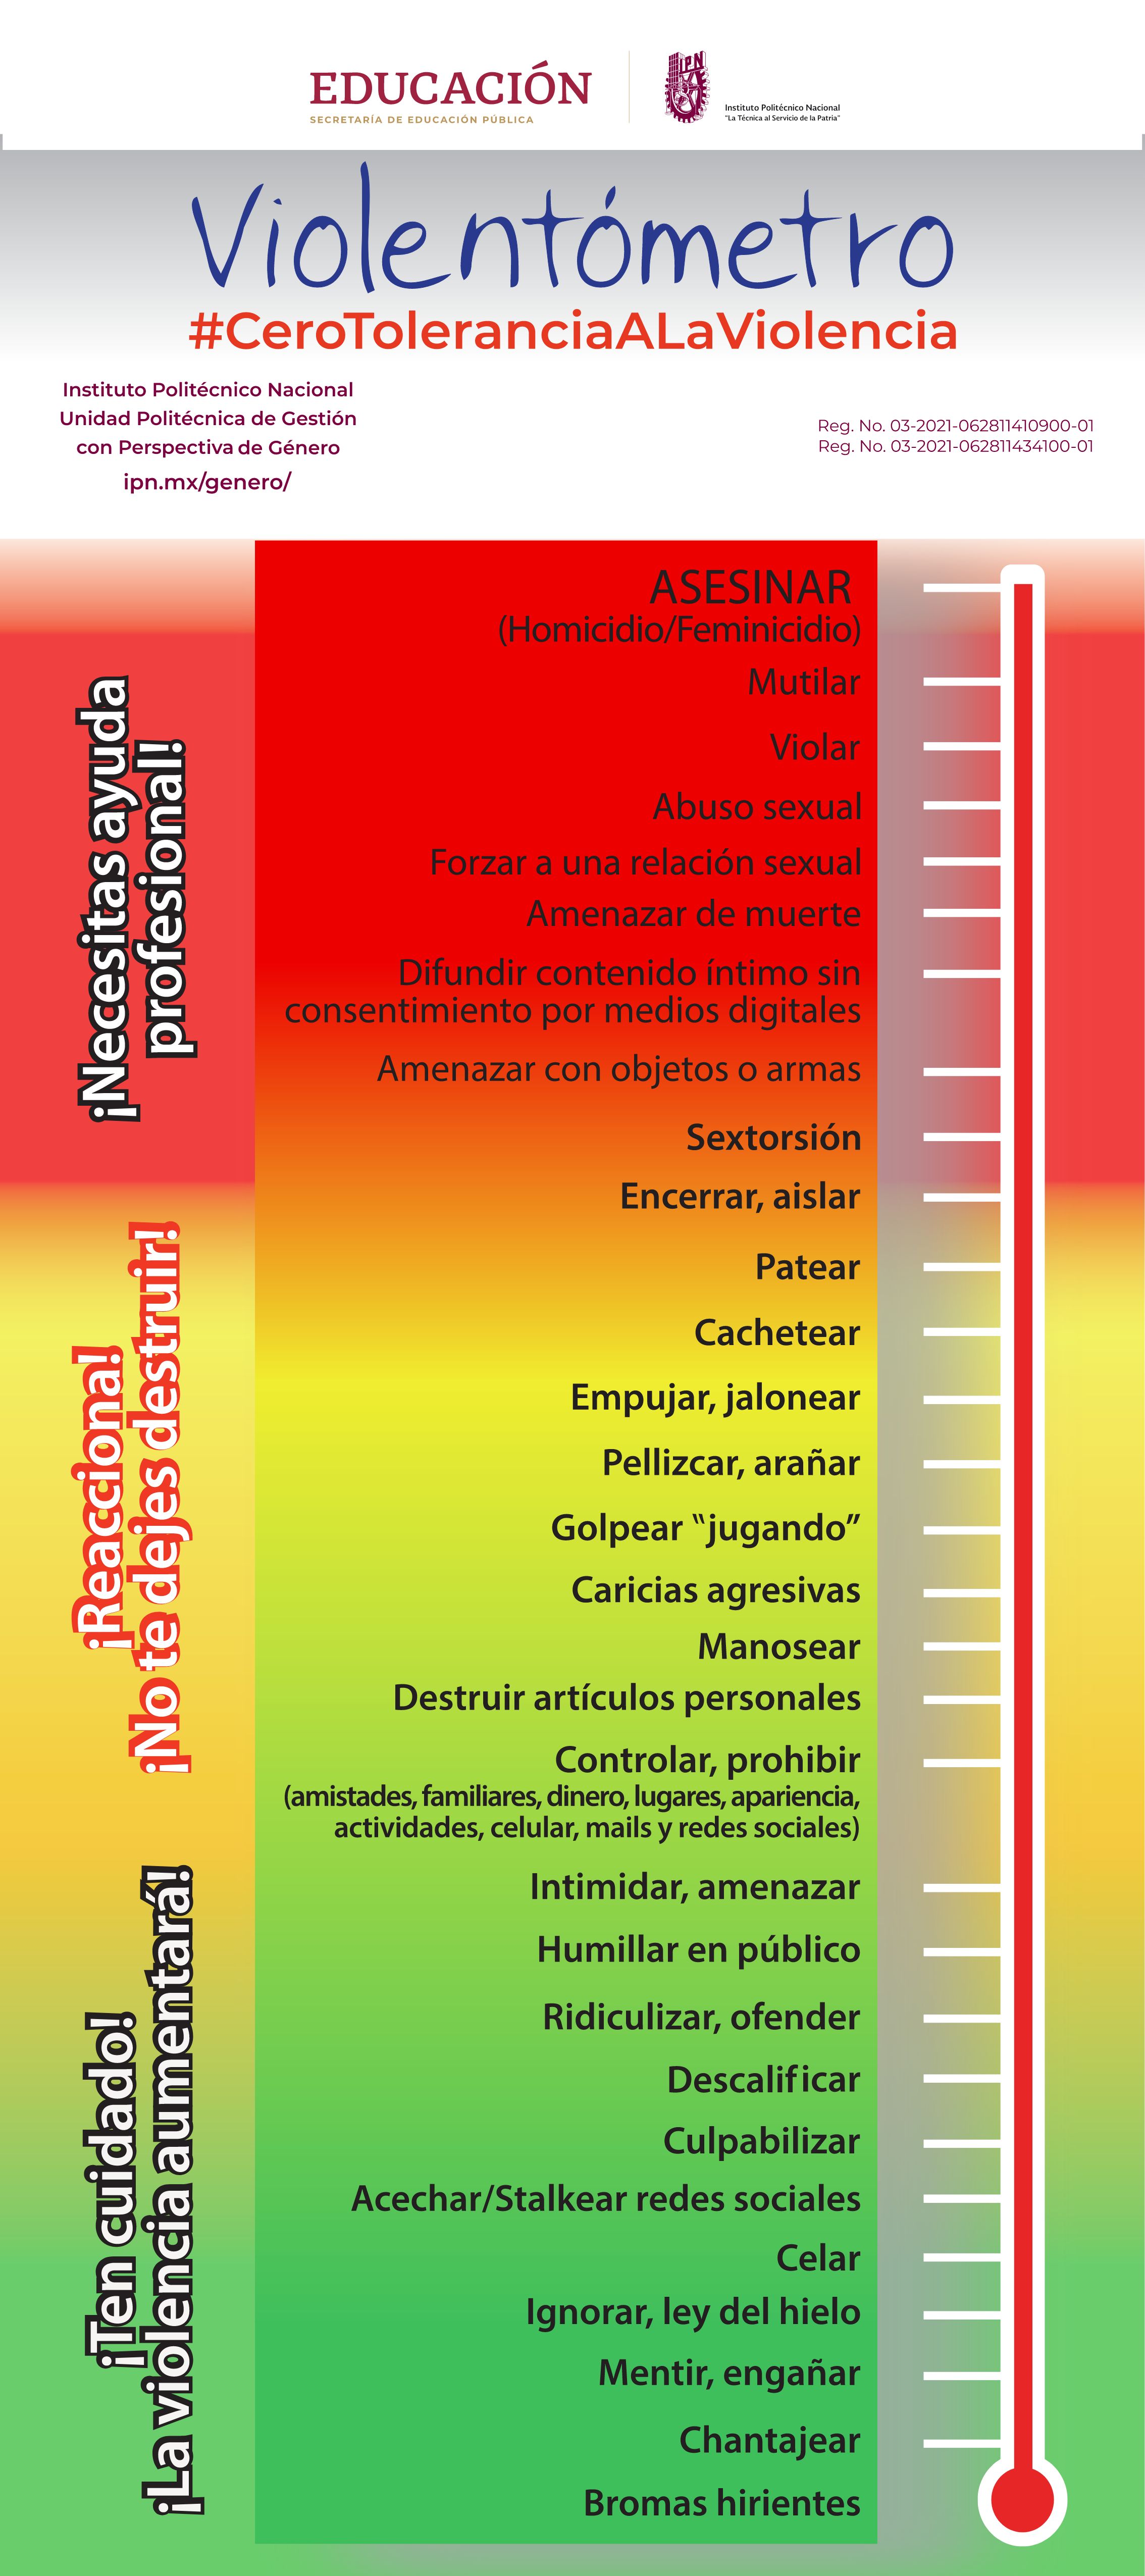 EDUCACIÓN
SECRETARÍA DE EDUCACIÓN PÚBLICA
IPN
Instituto Politécnico Nacional
"La Técnica al Servicio de la Patria"
Violentómetro
#CeroToleranciaALaViolencia
Instituto Politécnico Nacional
Unidad Politécnica de Gestión
con Perspectiva de Género
ipn.mx/genero/
Reg. No. 03-2021-062811410900-01
Reg. No. 03-2021-062811434100-01
¡Necesitas ayuda
profesional!
ASESINAR
(Homicidio/Feminicidio)
Mutilar
Violar
Abuso sexual
Forzar a una relación sexual
Amenazar de muerte
Difundir contenido íntimo sin
consentimiento por medios digitales
Amenazar con objetos o armas
Sextorsión
¡Reacciona!
¡No te dejes destruir!
Encerrar, aislar
Patear
Cachetear
Empujar, jalonear
Pellizcar, arañar
Golpear "jugando"
Caricias agresivas
Manosear
Destruir artículos personales
Controlar, prohibir
(amistades, familiares, dinero, lugares, apariencia,
actividades, celular, mails y redes sociales)
¡Ten cuidado!
¡La violencia aumentará!
Intimidar, amenazar
Humillar en público
Ridiculizar, ofender
Descalificar
Culpabilizar
Acechar/Stalkear redes sociales
Celar
Ignorar, ley del hielo
Mentir, engañar
Chantajear
Bromas hirientes